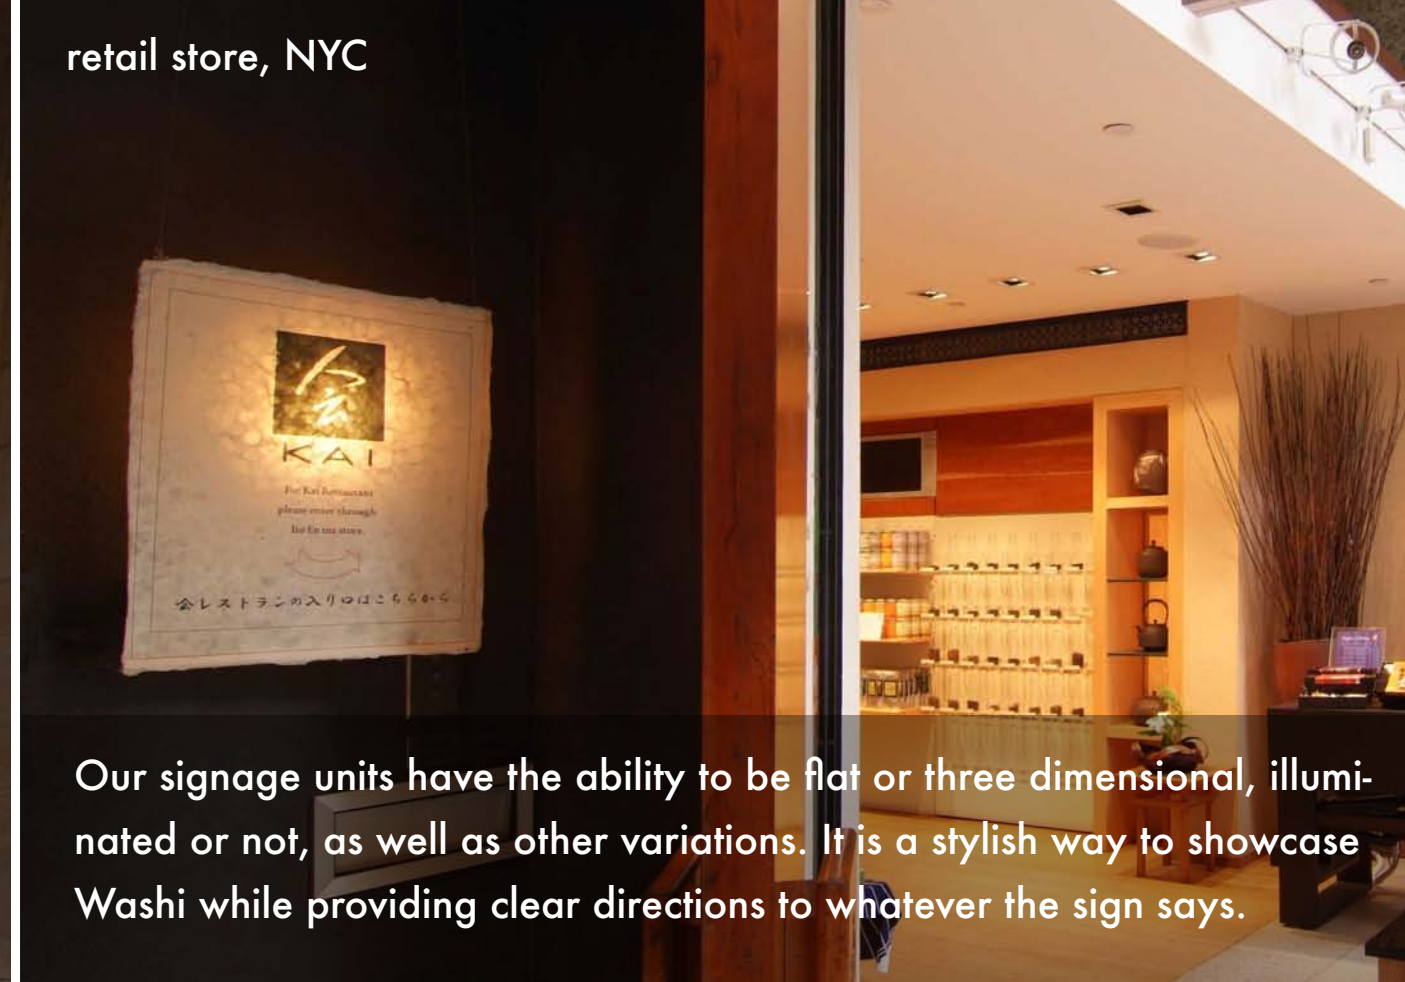 retail store, NYC
会
KAI
For Kai Restaurant
please enter through
Ito En tea store.
会レストランの入り口はこちらから
Our signage units have the ability to be flat or three dimensional, illumi-
nated or not, as well as other variations. It is a stylish way to showcase
Washi while providing clear directions to whatever the sign says.